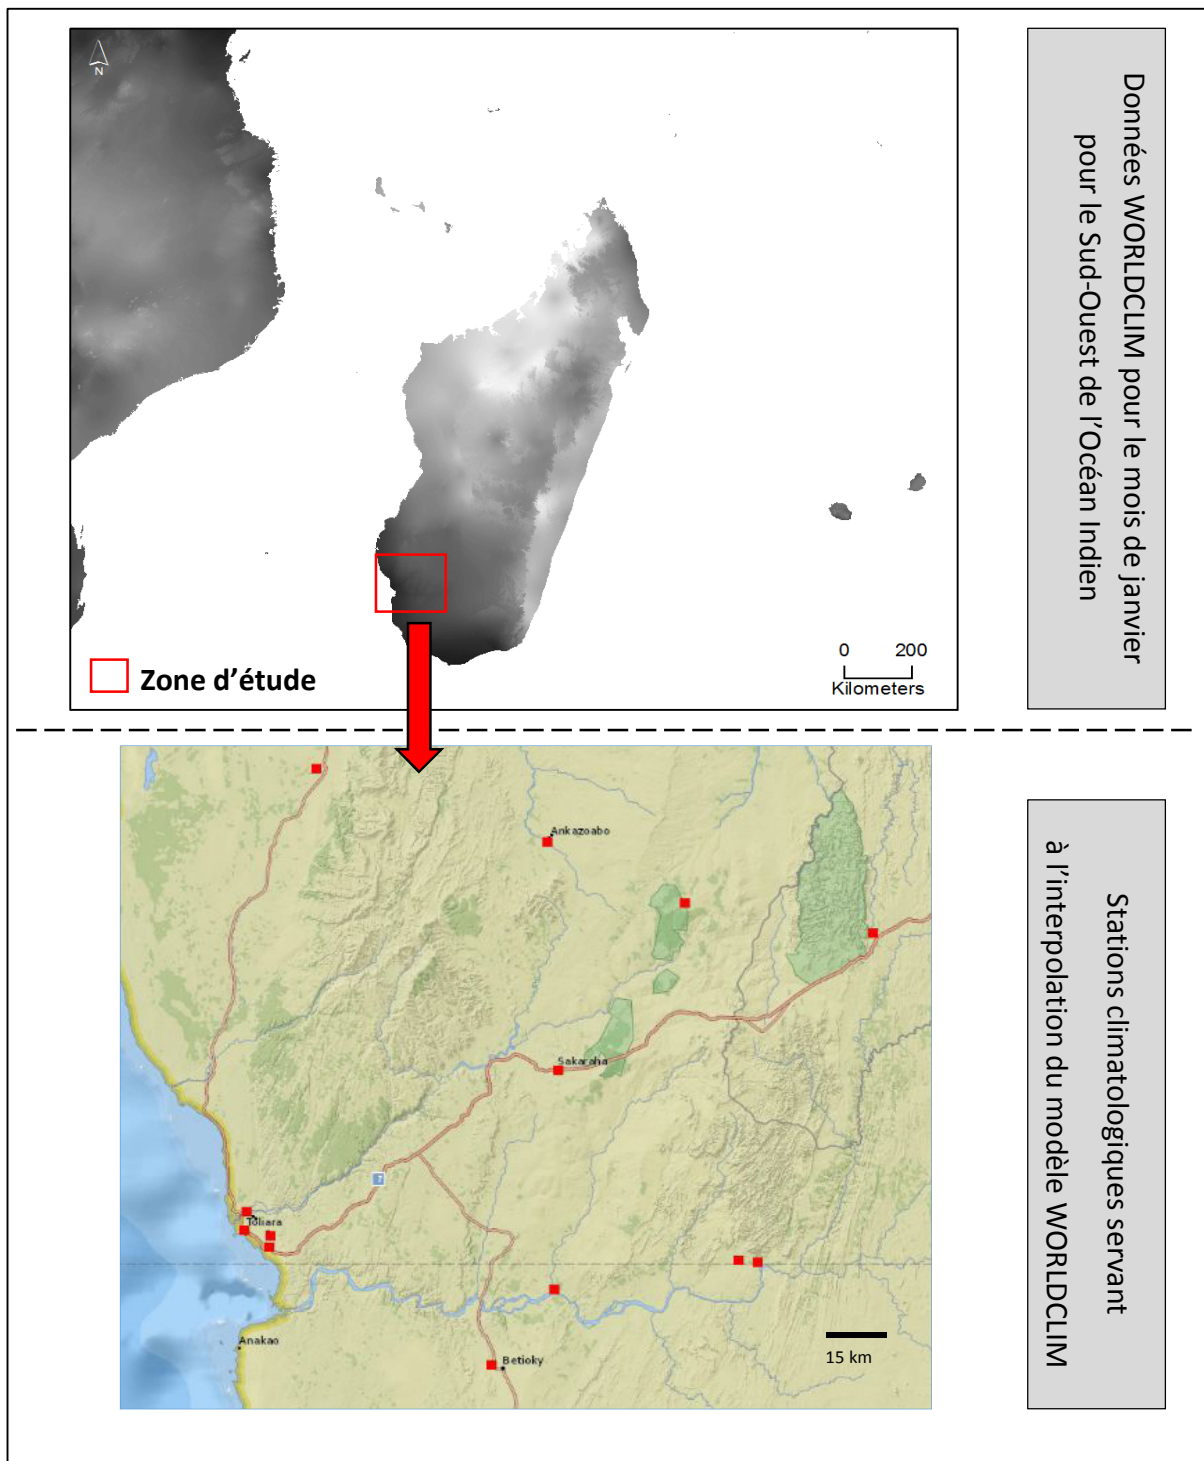 N
Données WORLDCLIM pour le mois de janvier
pour le Sud-Ouest de l'Océan Indien
Zone d'étude
0 200
Kilometers
Ankazoabo
Sakaraha
7
Toliara
Anakao
Betioky
15 km
Stations climatologiques servant
à l'interpolation du modèle WORLDCLIM